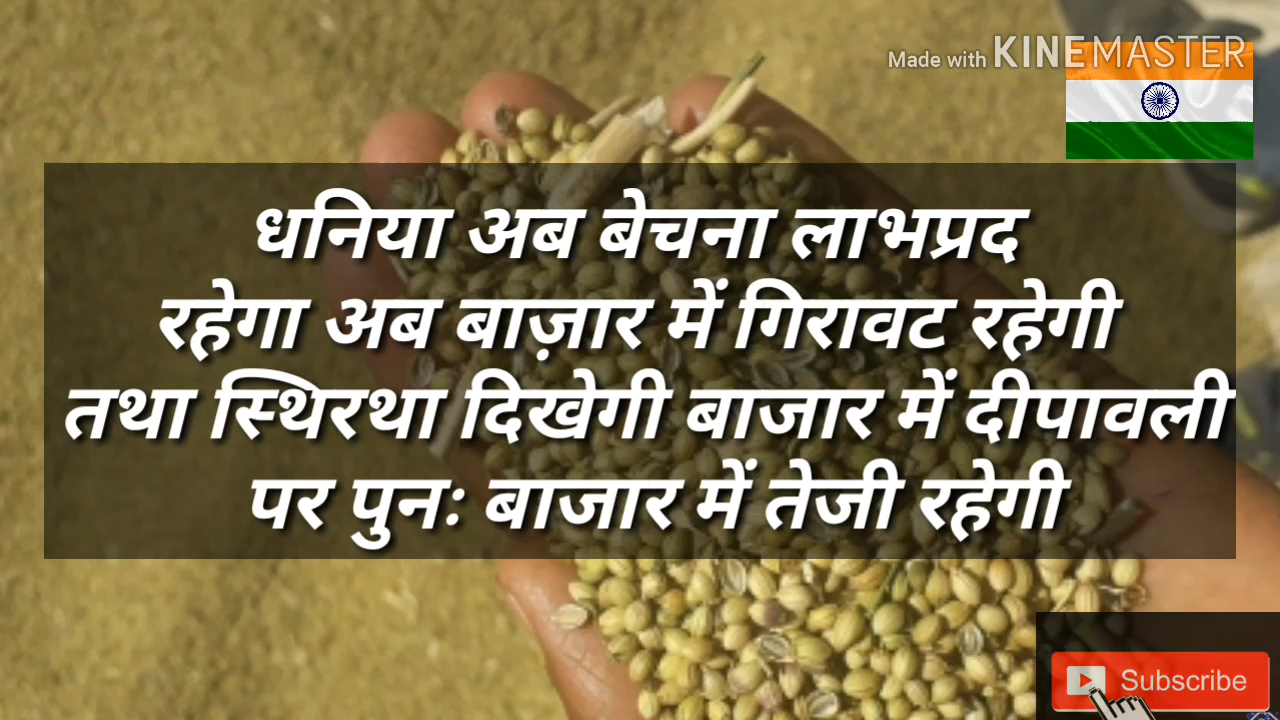 Made with KINEMASTER
धनिया अब बेचना लाभप्रद
रहेगा अब बाज़ार में गिरावट रहेगी
तथा स्थिरथा दिखेगी बाजार में दीपावली
पर पुनः बाजार में तेजी रहेगी
Subscribe